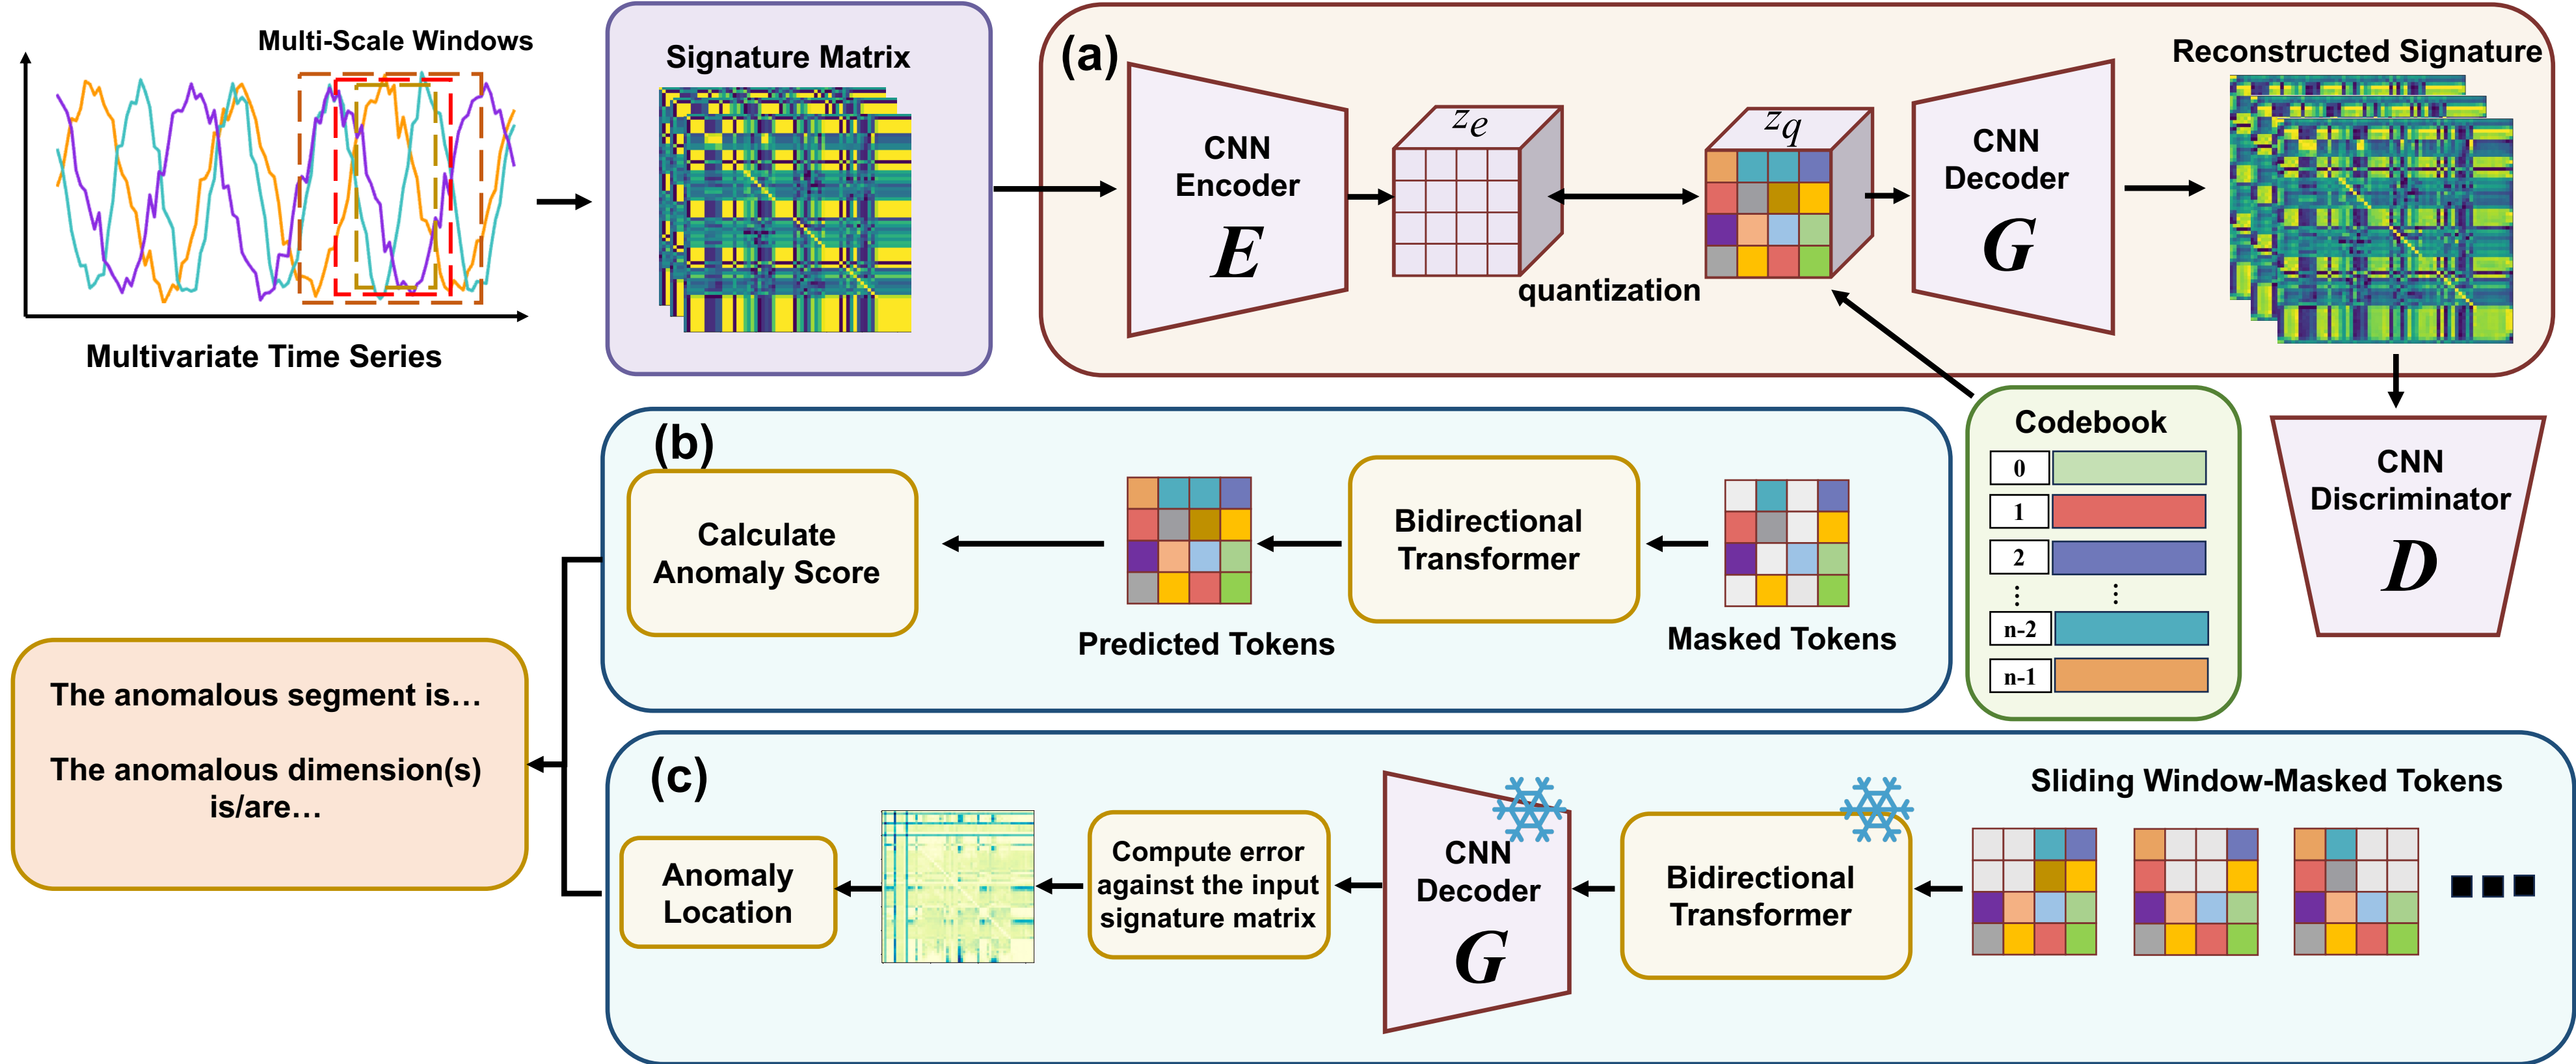 Multi-Scale Windows
Multivariate Time Series
Signature Matrix
(a)
CNN
Encoder
E
z_e
quantization
z_q
CNN
Decoder
G
Reconstructed Signature
Codebook
0
1
2
⋮ ⋮
n-2
n-1
CNN
Discriminator
D
(b)
Calculate
Anomaly Score
Predicted Tokens
Bidirectional
Transformer
Masked Tokens
The anomalous segment is…
The anomalous dimension(s)
is/are…
(c)
Anomaly
Location
Compute error
against the input
signature matrix
CNN
Decoder
G
Bidirectional
Transformer
Sliding Window-Masked Tokens